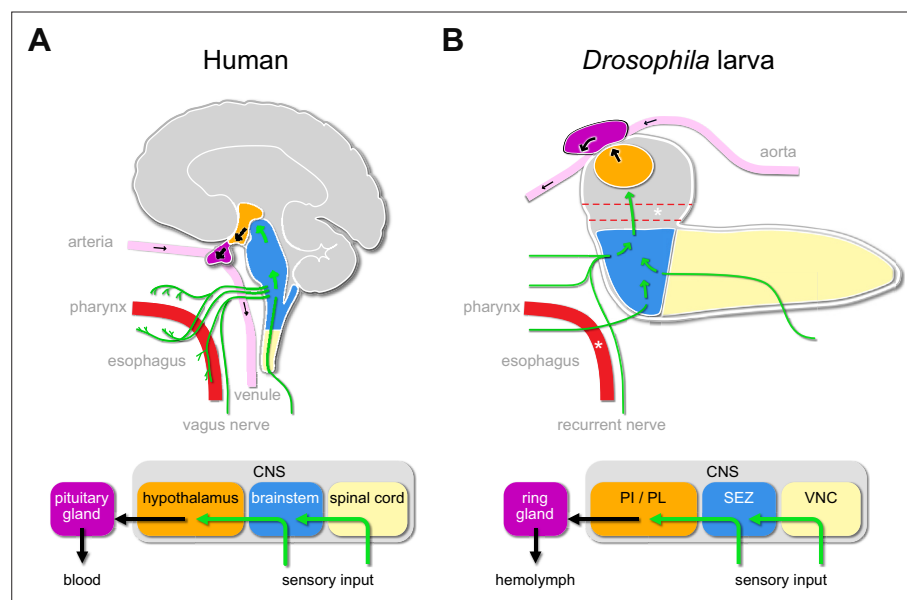 A
Human
arteria
pharynx
esophagus
venule
vagus nerve
CNS
pituitary
gland
hypothalamus
brainstem
spinal cord
blood
sensory input
B
Drosophila larva
aorta
*
pharynx
*
esophagus
recurrent nerve
CNS
ring
gland
PI / PL
SEZ
VNC
hemolymph
sensory input